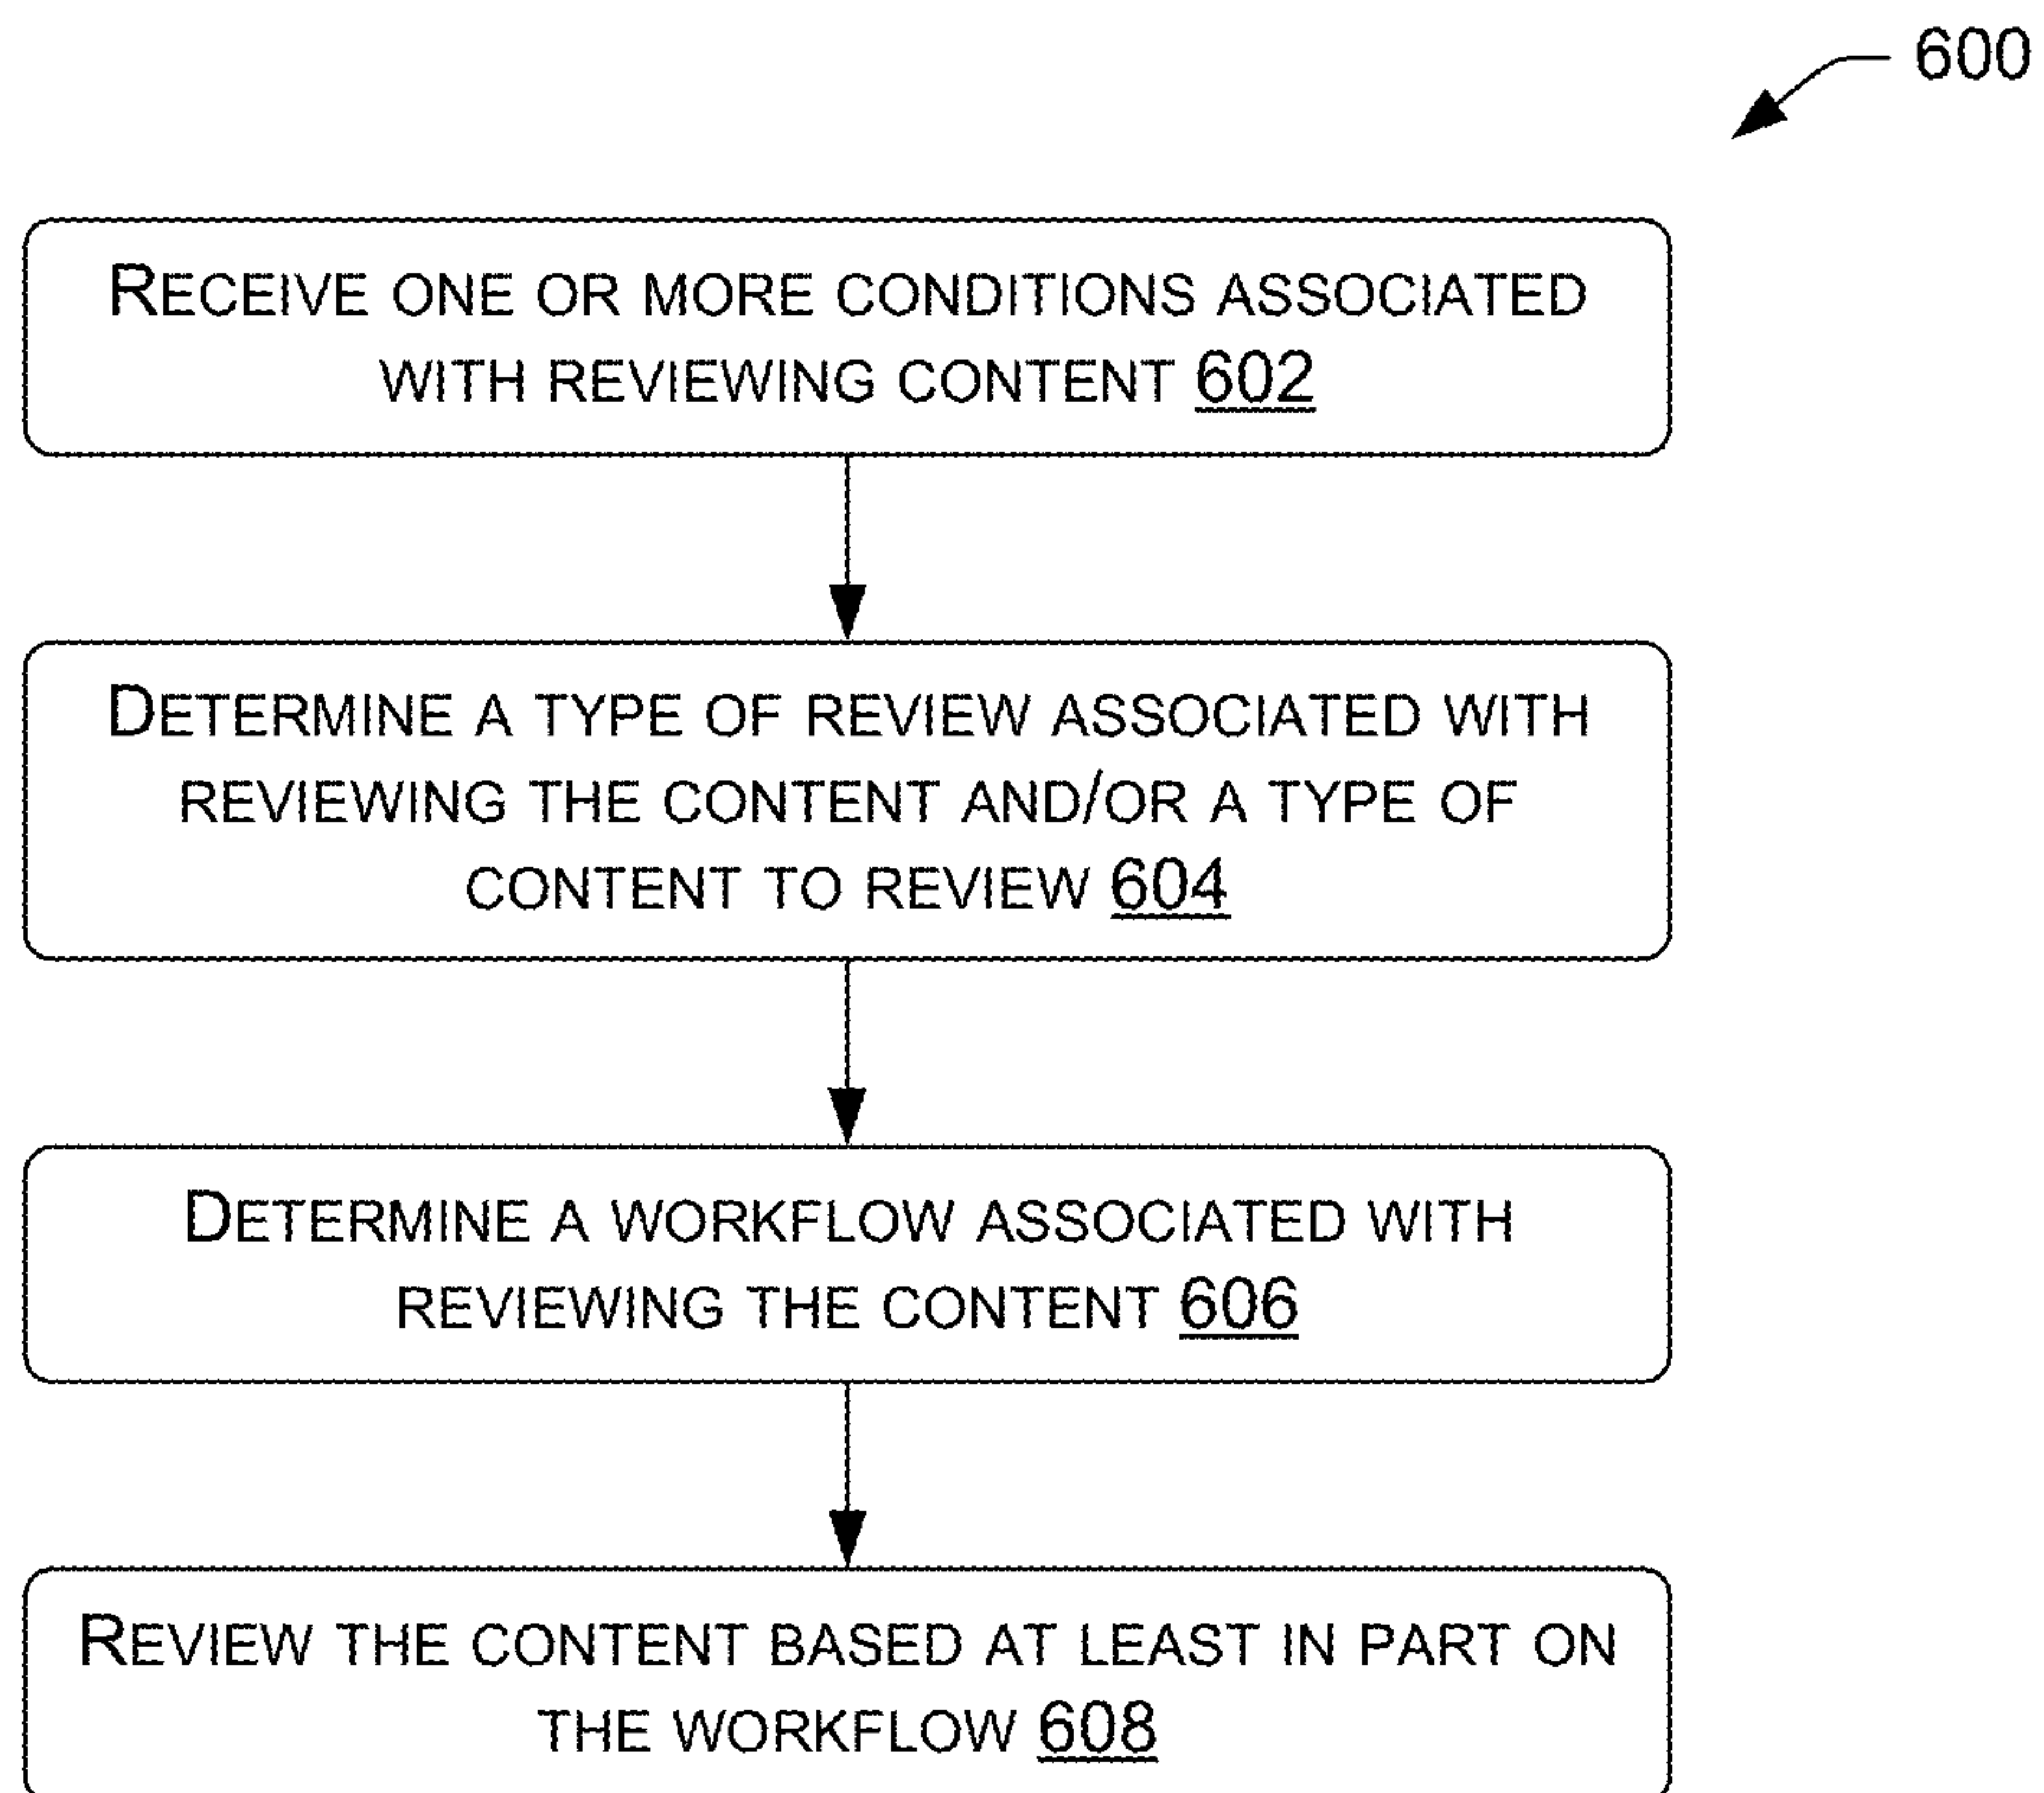 600
RECEIVE ONE OR MORE CONDITIONS ASSOCIATED
WITH REVIEWING CONTENT 602
DETERMINE A TYPE OF REVIEW ASSOCIATED WITH
REVIEWING THE CONTENT AND/OR A TYPE OF
CONTENT TO REVIEW 604
DETERMINE A WORKFLOW ASSOCIATED WITH
REVIEWING THE CONTENT 606
REVIEW THE CONTENT BASED AT LEAST IN PART ON
THE WORKFLOW 608